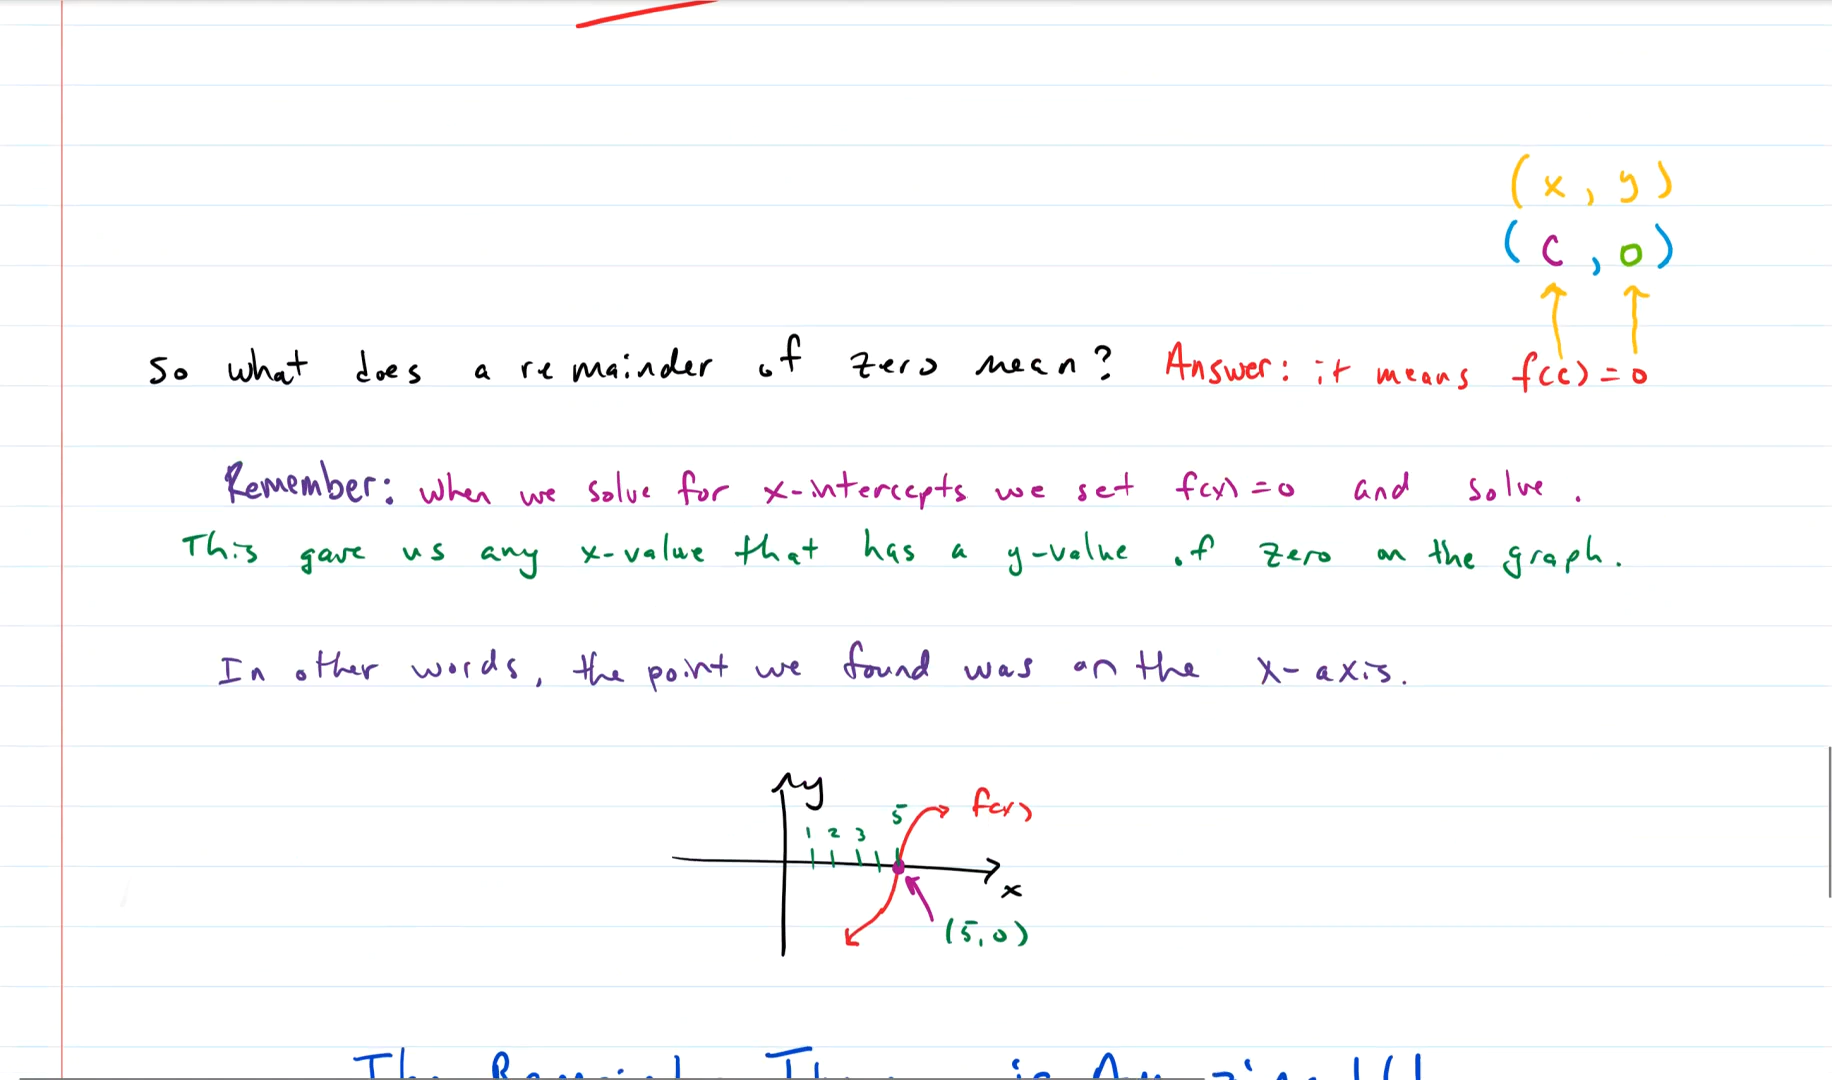 (x, y)
(c, 0)
So what does a remainder of zero mean? Answer: it means f(c) = 0
Remember: when we solve for x-intercepts we set f(x) = 0 and solve.
This gave us any x-value that has a y-value of zero on the graph.
In other words, the point we found was on the x-axis.
y
5 f(x)
1 2 3
x
(5, 0)